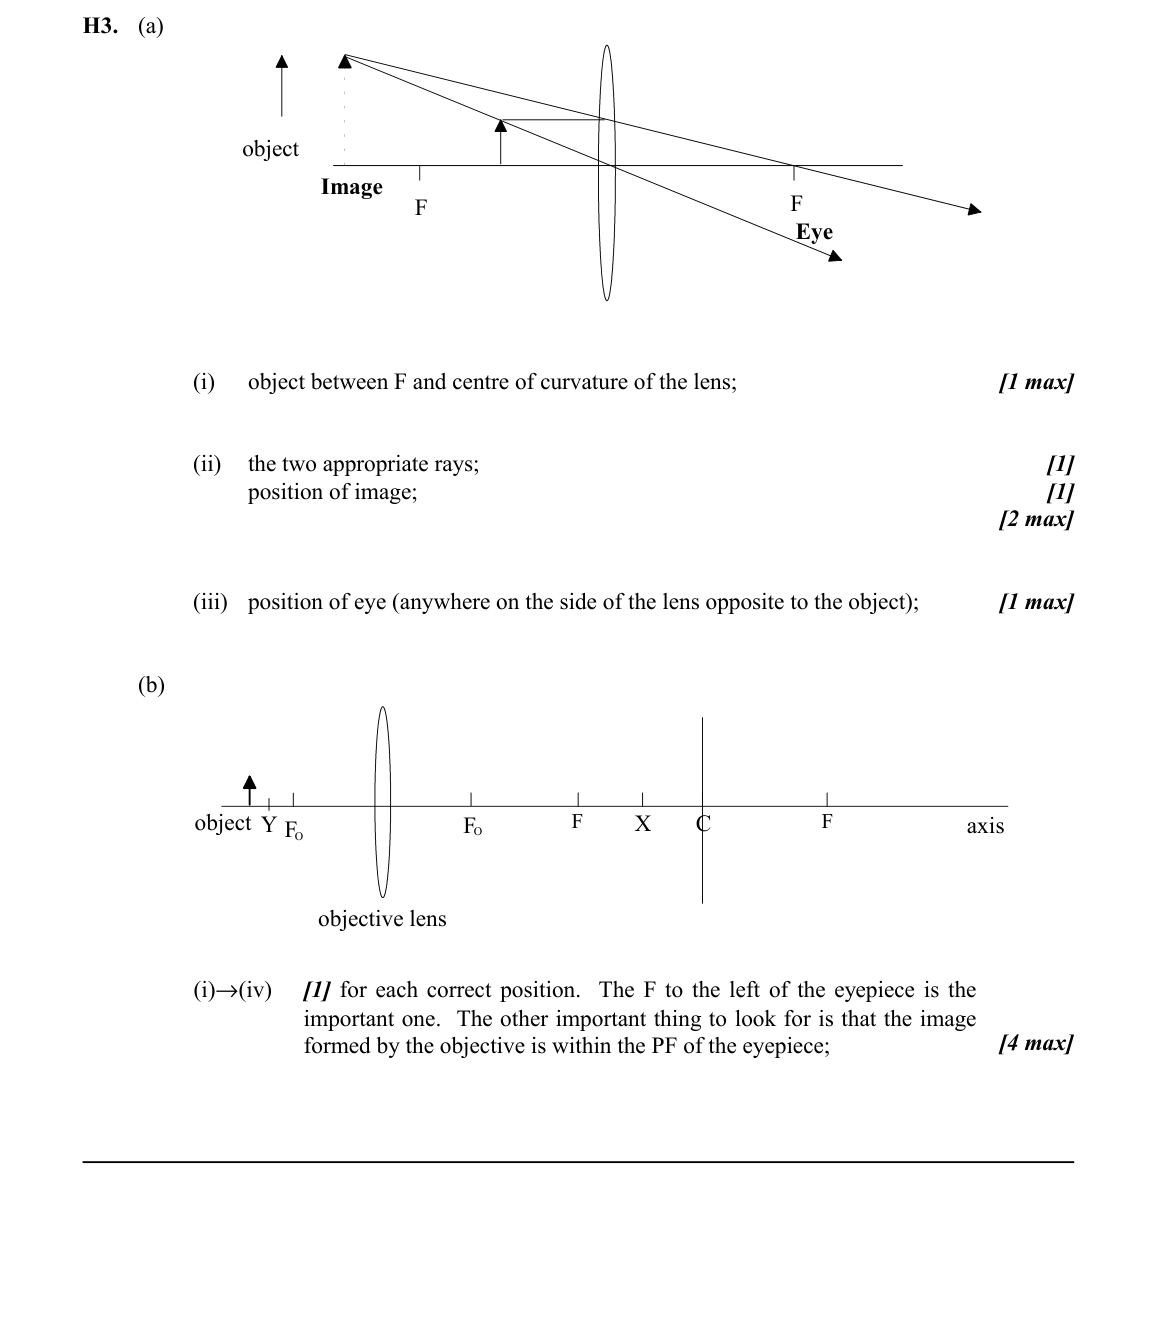 H3. (a)
object
Image
F
F
Eye
(i) object between F and centre of curvature of the lens; [1 max]
(ii) the two appropriate rays; [1]
position of image; [1]
[2 max]
(iii) position of eye (anywhere on the side of the lens opposite to the object); [1 max]
(b)
object Y Fo Fo F X C F axis
objective lens
(i)→(iv) [1] for each correct position. The F to the left of the eyepiece is the
important one. The other important thing to look for is that the image
formed by the objective is within the PF of the eyepiece; [4 max]